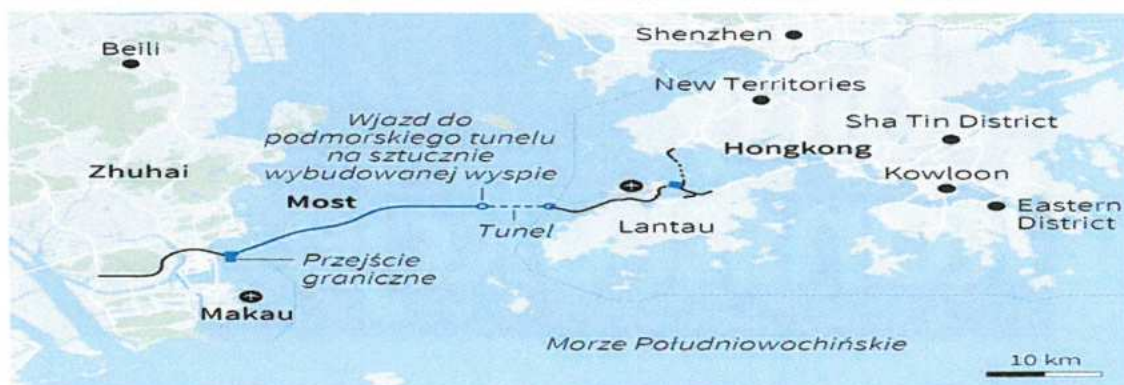 Beili
Shenzhen
New Territories
Wjazd do
podmorskiego tunelu
na sztucznie
wybudowanej wyspie
Sha Tin District
Hongkong
Zhuhai
Kowloon
Most
Eastern
District
Tunel
Lantau
Przejście
graniczne
Makau
Morze Południowochińskie
10 km